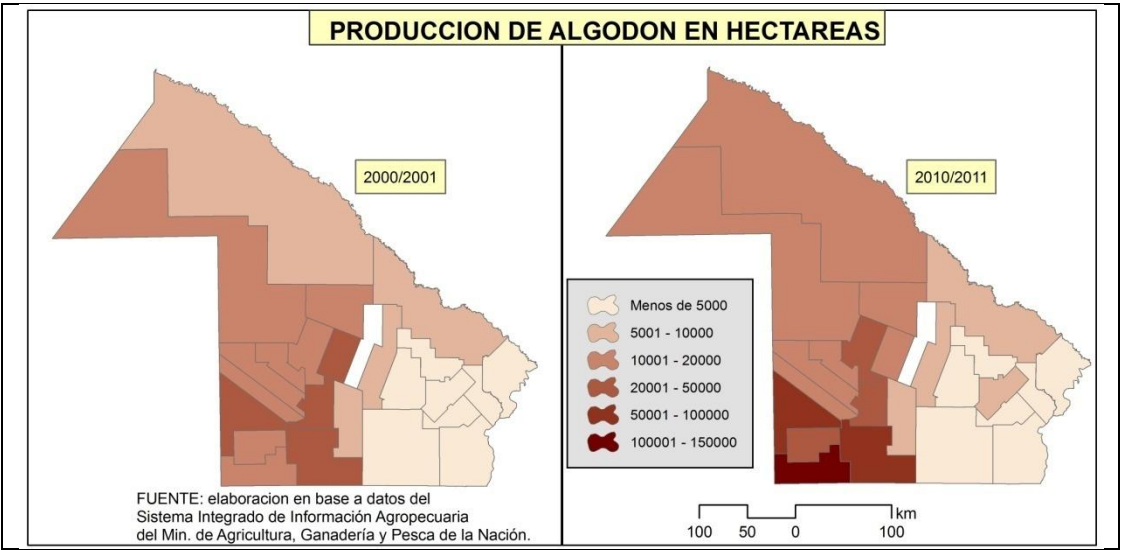 PRODUCCION DE ALGODON EN HECTAREAS
2000/2001
2010/2011
Menos de 5000
5001 - 10000
10001 - 20000
20001 - 50000
50001 - 100000
100001 - 150000
FUENTE: elaboracion en base a datos del
Sistema Integrado de Información Agropecuaria
del Min. de Agricultura, Ganadería y Pesca de la Nación.
km
100 50 0 100